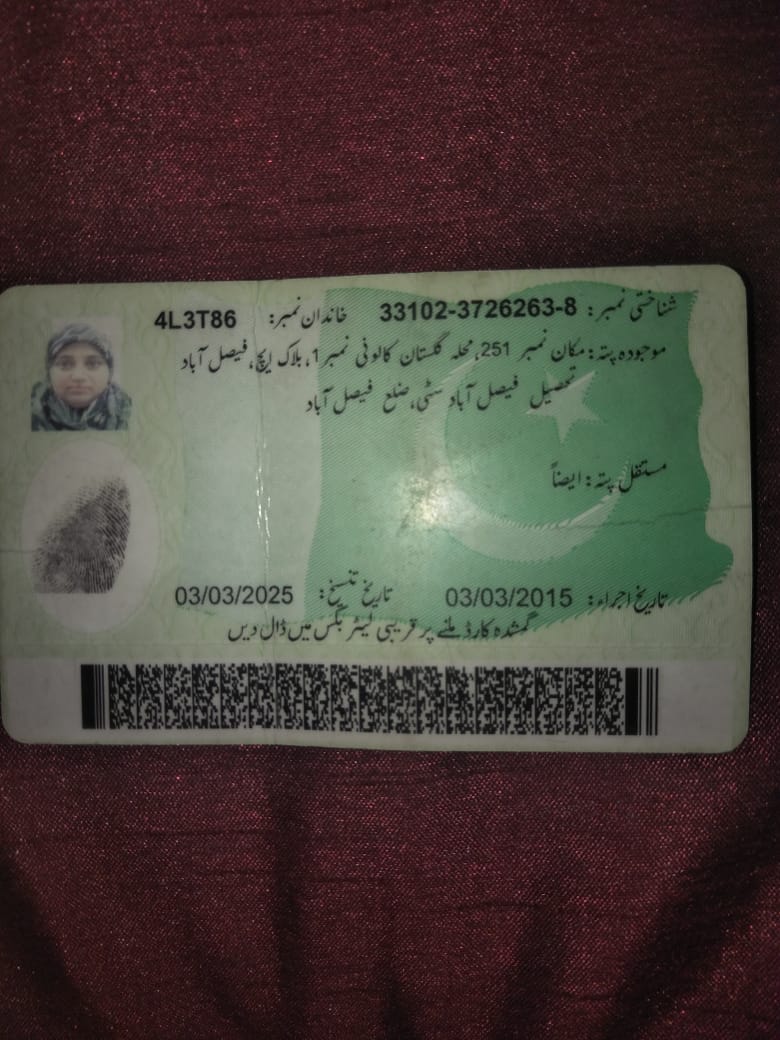 شناختی نمبر: 33102-3726263-8 خاندان نمبر: 4L3T86
موجودہ پتہ: مکان نمبر 251، محلہ گلستان کالونی نمبر 1، بلاک ایچ، فیصل آباد
تحصیل فیصل آباد سٹی، ضلع فیصل آباد
مستقل پتہ: ایضاً
تاریخ اجراء: 03/03/2015 تاریخ تنسیخ: 03/03/2025
گمشدہ کارڈ ملنے پر قریبی لیٹر بکس میں ڈال دیں